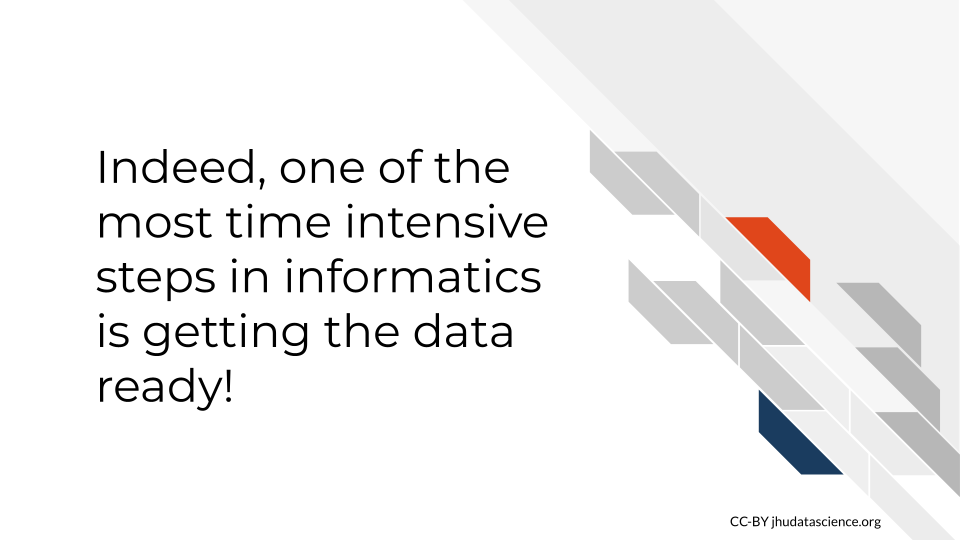 Indeed, one of the
most time intensive
steps in informatics
is getting the data
ready!
CC-BY jhudatascience.org